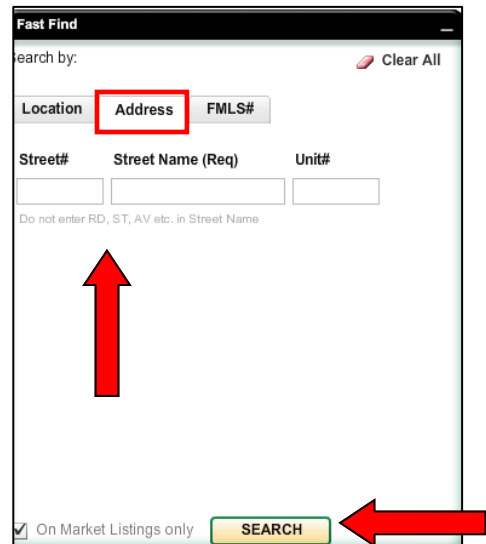 Fast Find
Search by:
Clear All
Location Address FMLS#
Street# Street Name (Req) Unit#
Do not enter RD, ST, AV etc. in Street Name
On Market Listings only SEARCH